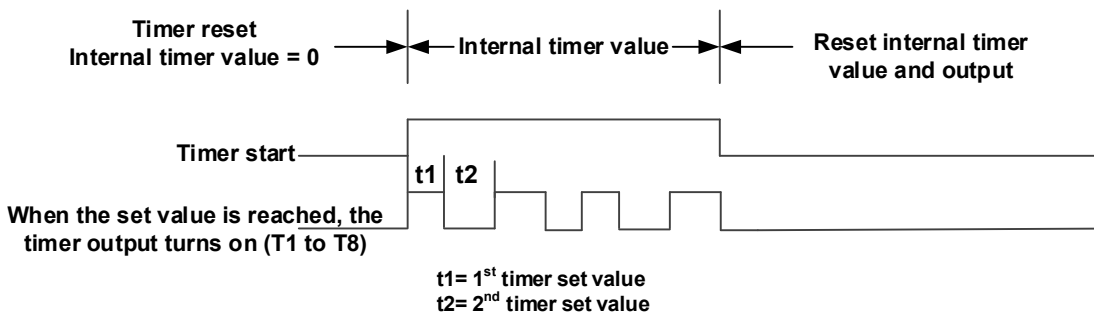 Timer reset
Internal timer value = 0
Internal timer value
Reset internal timer
value and output
Timer start
t1 t2
When the set value is reached, the
timer output turns on (T1 to T8)
t1= 1st timer set value
t2= 2nd timer set value